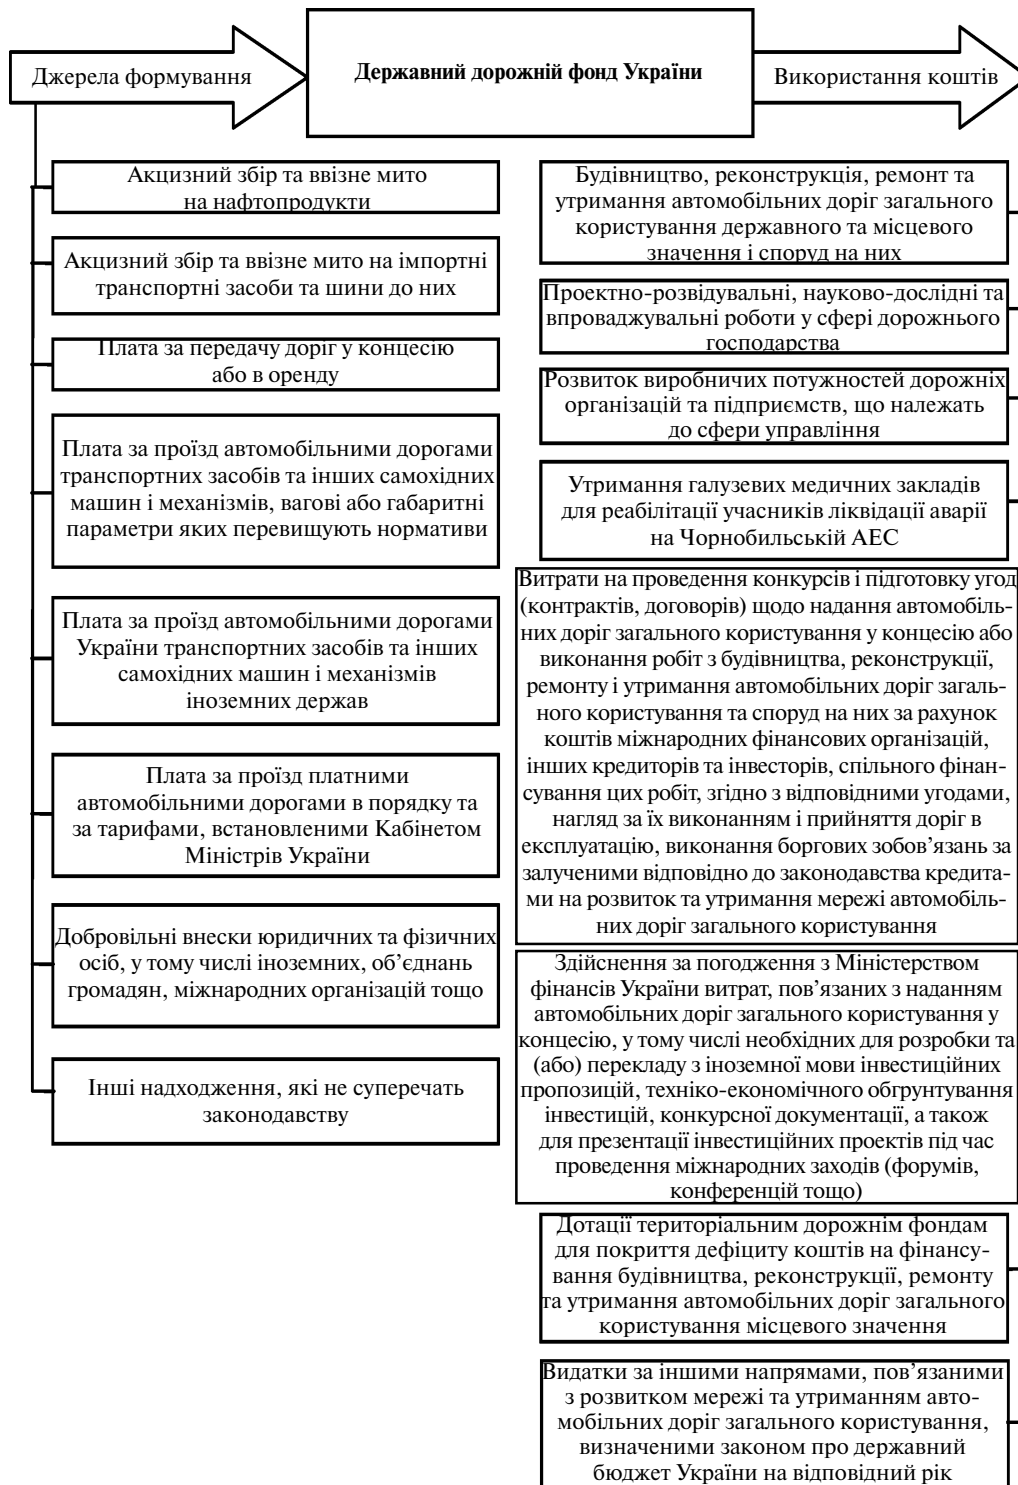 Джерела формування
Державний дорожній фонд України
Використання коштів
Акцизний збір та ввізне мито
на нафтопродукти
Акцизний збір та ввізне мито на імпортні
транспортні засоби та шини до них
Плата за передачу доріг у концесію
або в оренду
Плата за проїзд автомобільними дорогами
транспортних засобів та інших самохідних
машин і механізмів, вагові або габаритні
параметри яких перевищують нормативи
Плата за проїзд автомобільними дорогами
України транспортних засобів та інших
самохідних машин і механізмів
іноземних держав
Плата за проїзд платними
автомобільними дорогами в порядку та
за тарифами, встановленими Кабінетом
Міністрів України
Добровільні внески юридичних та фізичних
осіб, у тому числі іноземних, об’єднань
громадян, міжнародних організацій тощо
Інші надходження, які не суперечать
законодавству
Будівництво, реконструкція, ремонт та
утримання автомобільних доріг загального
користування державного та місцевого
значення і споруд на них
Проектно-розвідувальні, науково-дослідні та
впроваджувальні роботи у сфері дорожнього
господарства
Розвиток виробничих потужностей дорожніх
організацій та підприємств, що належать
до сфери управління
Утримання галузевих медичних закладів
для реабілітації учасників ліквідації аварії
на Чорнобильській АЕС
Витрати на проведення конкурсів і підготовку угод
(контрактів, договорів) щодо надання автомобіль-
них доріг загального користування у концесію або
виконання робіт з будівництва, реконструкції,
ремонту і утримання автомобільних доріг загаль-
ного користування та споруд на них за рахунок
коштів міжнародних фінансових організацій,
інших кредиторів та інвесторів, спільного фінан-
сування цих робіт, згідно з відповідними угодами,
нагляд за їх виконанням і прийняття доріг в
експлуатацію, виконання боргових зобов’язань за
залученими відповідно до законодавства кредита-
ми на розвиток та утримання мережі автомобіль-
них доріг загального користування
Здійснення за погодження з Міністерством
фінансів України витрат, пов’язаних з наданням
автомобільних доріг загального користування у
концесію, у тому числі необхідних для розробки та
(або) перекладу з іноземної мови інвестиційних
пропозицій, техніко-економічного обгрунтування
інвестицій, конкурсної документації, а також
для презентації інвестиційних проектів під час
проведення міжнародних заходів (форумів,
конференцій тощо)
Дотації територіальним дорожнім фондам
для покриття дефіциту коштів на фінансу-
вання будівництва, реконструкції, ремонту
та утримання автомобільних доріг загального
користування місцевого значення
Видатки за іншими напрямами, пов’язаними
з розвитком мережі та утриманням авто-
мобільних доріг загального користування,
визначеними законом про державний
бюджет України на відповідний рік